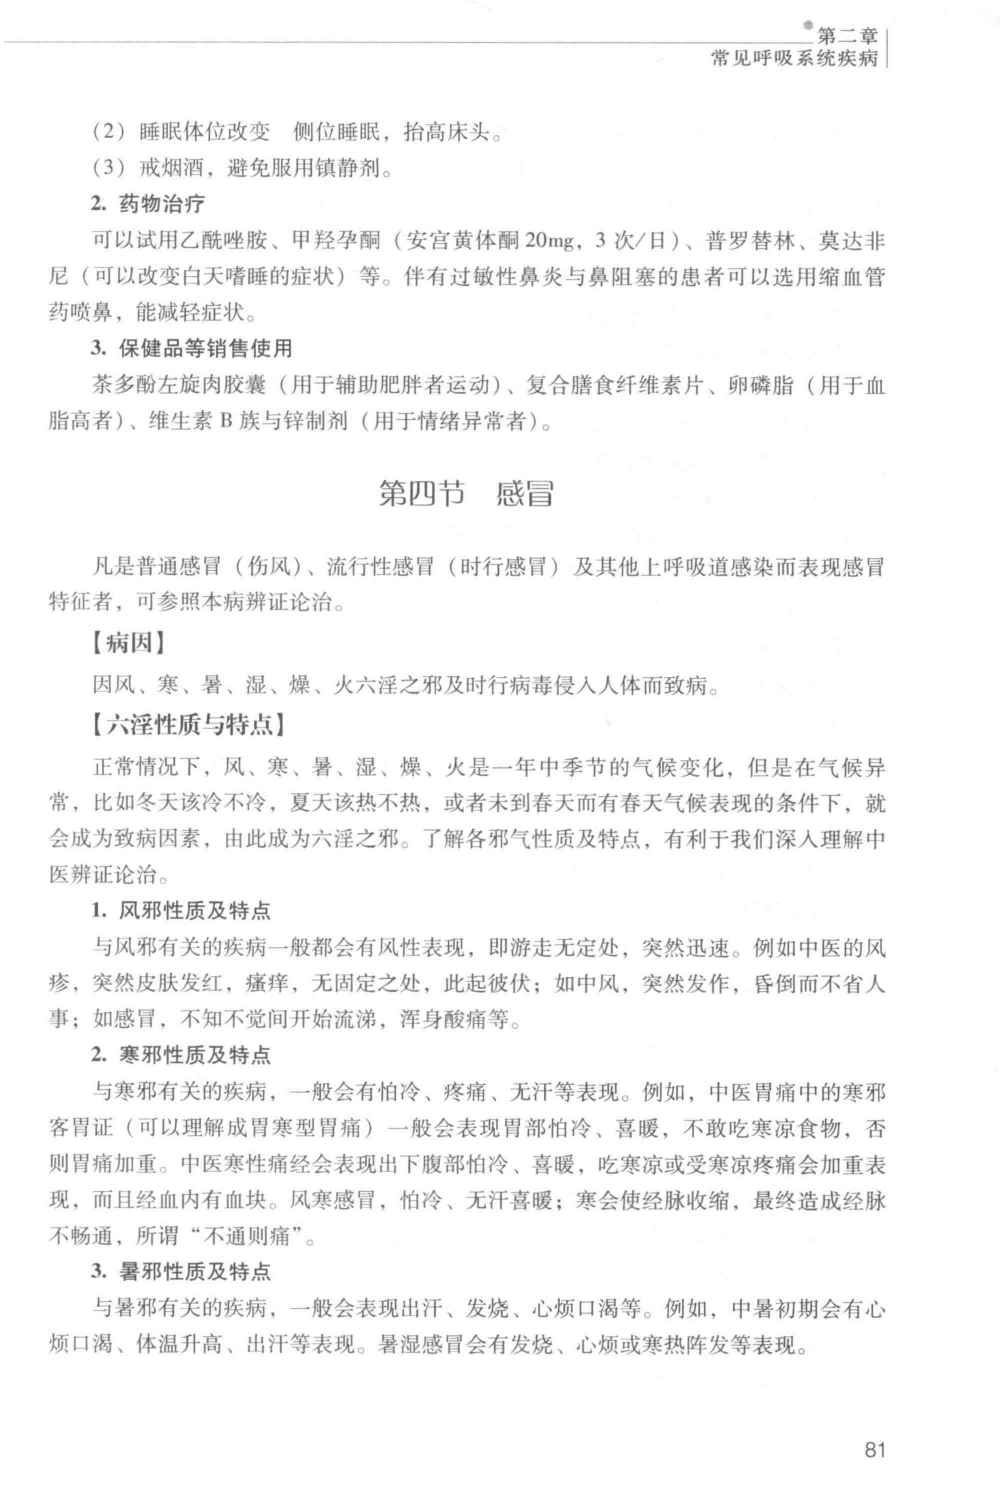 第二章
常见呼吸系统疾病
(2) 睡眠体位改变　侧位睡眠，抬高床头。
(3) 戒烟酒，避免服用镇静剂。
2. 药物治疗
可以试用乙酰唑胺、甲羟孕酮（安宫黄体酮 20mg，3 次/日）、普罗替林、莫达非
尼（可以改变白天嗜睡的症状）等。伴有过敏性鼻炎与鼻阻塞的患者可以选用缩血管
药喷鼻，能减轻症状。
3. 保健品等销售使用
茶多酚左旋肉胶囊（用于辅助肥胖者运动）、复合膳食纤维素片、卵磷脂（用于血
脂高者）、维生素 B 族与锌制剂（用于情绪异常者）。
第四节　感冒
凡是普通感冒（伤风）、流行性感冒（时行感冒）及其他上呼吸道感染而表现感冒
特征者，可参照本病辨证论治。
【病因】
因风、寒、暑、湿、燥、火六淫之邪及时行病毒侵入人体而致病。
【六淫性质与特点】
正常情况下，风、寒、暑、湿、燥、火是一年中季节的气候变化，但是在气候异
常，比如冬天该冷不冷，夏天该热不热，或者未到春天而有春天气候表现的条件下，就
会成为致病因素，由此成为六淫之邪。了解各邪气性质及特点，有利于我们深入理解中
医辨证论治。
1. 风邪性质及特点
与风邪有关的疾病一般都会有风性表现，即游走无定处，突然迅速。例如中医的风
疹，突然皮肤发红，瘙痒，无固定之处，此起彼伏；如中风，突然发作，昏倒而不省人
事；如感冒，不知不觉间开始流涕，浑身酸痛等。
2. 寒邪性质及特点
与寒邪有关的疾病，一般会有怕冷、疼痛、无汗等表现。例如，中医胃痛中的寒邪
客胃证（可以理解成胃寒型胃痛）一般会表现胃部怕冷、喜暖，不敢吃寒凉食物，否
则胃痛加重。中医寒性痛经会表现出下腹部怕冷、喜暖，吃寒凉或受寒凉疼痛会加重表
现，而且经血内有血块。风寒感冒，怕冷、无汗喜暖；寒会使经脉收缩，最终造成经脉
不畅通，所谓“不通则痛”。
3. 暑邪性质及特点
与暑邪有关的疾病，一般会表现出汗、发烧、心烦口渴等。例如，中暑初期会有心
烦口渴、体温升高、出汗等表现。暑湿感冒会有发烧、心烦或寒热阵发等表现。
81